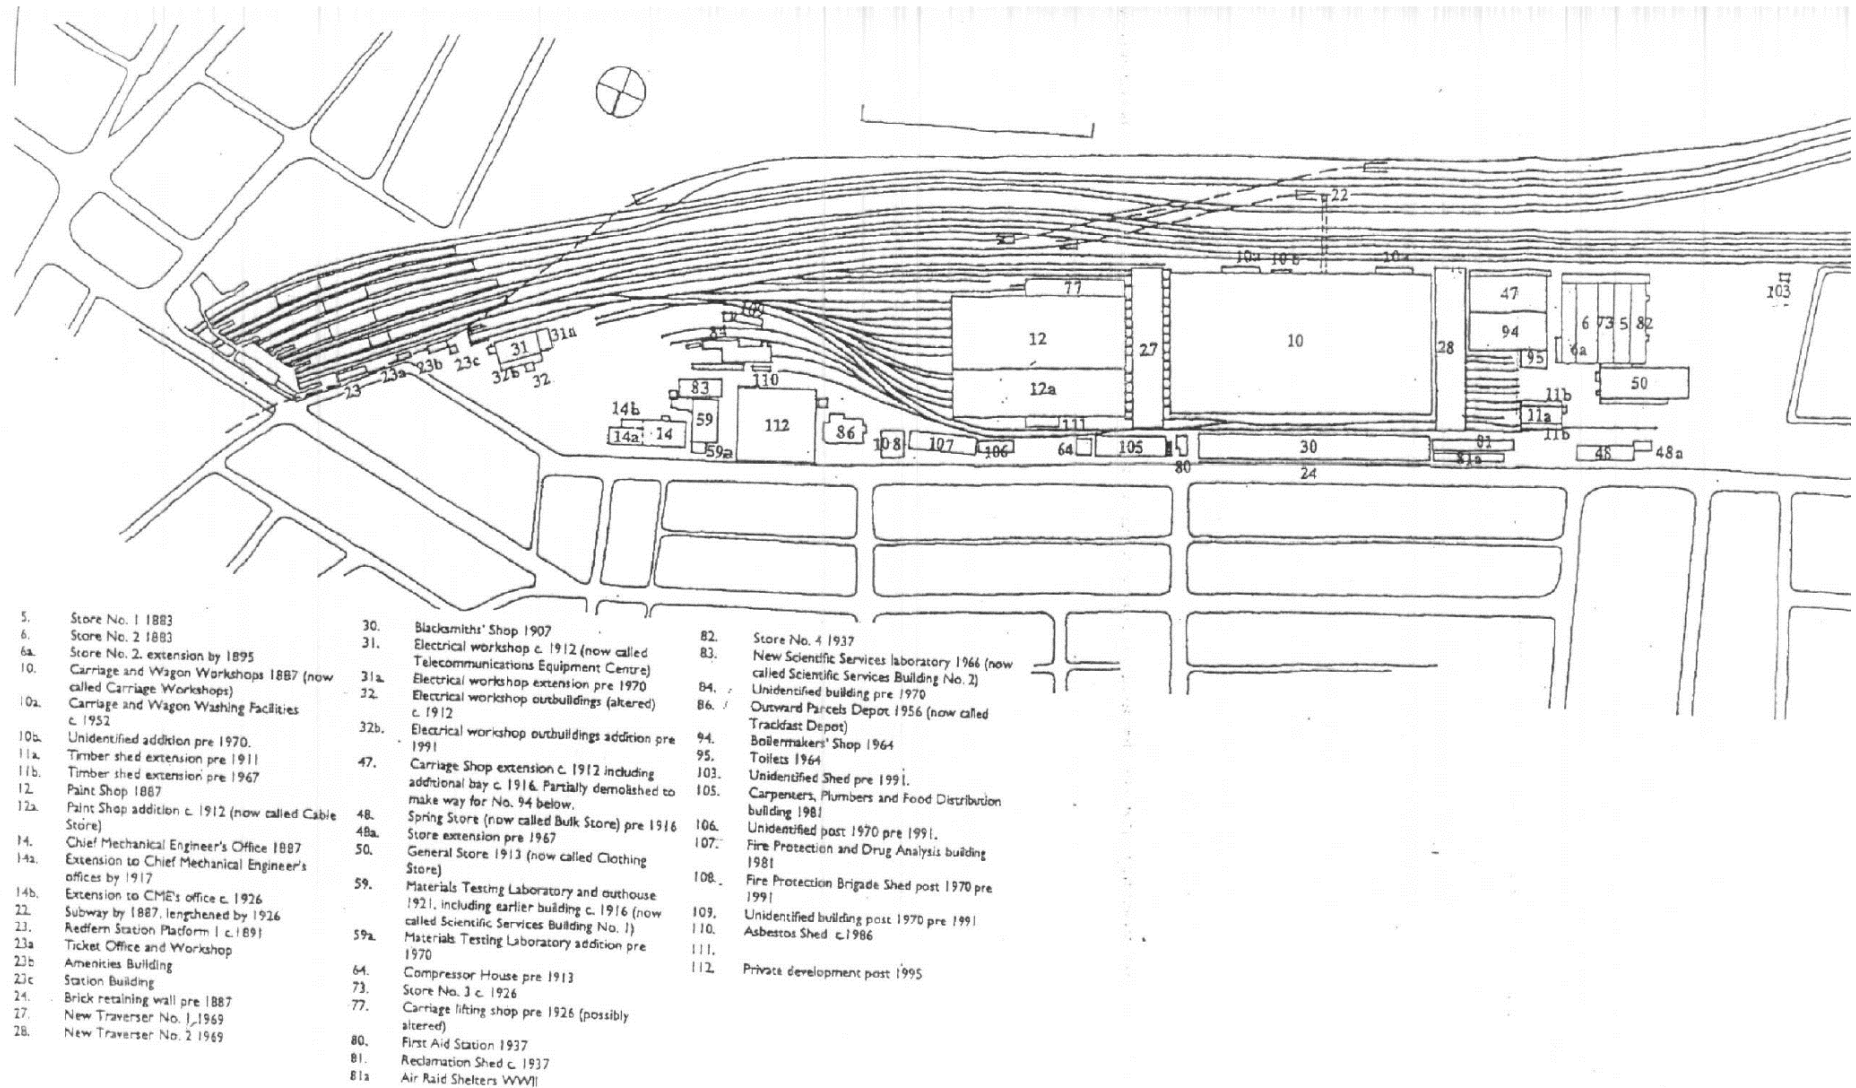 22
10a
10b
10a
77
47
103
109
84
12
27
10
28
94
6
73
5
82
6a
95
31
31a
32b
32
23
23a
23b
23c
110
12a
50
83
59
112
86
111
11b
11a
11b
14b
14a
14
59a
108
107
106
64
105
80
30
24
81
81a
48
48a
5. Store No. 1 1883
6. Store No. 2 1883
6a. Store No. 2. extension by 1895
10. Carriage and Wagon Workshops 1887 (now
called Carriage Workshops)
10a. Carriage and Wagon Washing Facilities
c 1952
10b. Unidentified addition pre 1970.
11a. Timber shed extension pre 1911
11b. Timber shed extension pre 1967
12. Paint Shop 1887
12a. Paint Shop addition c. 1912 (now called Cable
Store)
14. Chief Mechanical Engineer's Office 1887
14a. Extension to Chief Mechanical Engineer's
offices by 1917
14b. Extension to CME's office c. 1926
22. Subway by 1887, lengthened by 1926
23. Redfern Station Platform 1 c.1891
23a Ticket Office and Workshop
23b Amenities Building
23c Station Building
24. Brick retaining wall pre 1887
27. New Traverser No. 1, 1969
28. New Traverser No. 2 1969
30. Blacksmiths' Shop 1907
31. Electrical workshop c. 1912 (now called
Telecommunications Equipment Centre)
31a. Electrical workshop extension pre 1970
32. Electrical workshop outbuildings (altered)
c. 1912
32b. Electrical workshop outbuildings addition pre
1991
47. Carriage Shop extension c. 1912 including
additional bay c. 1916. Partially demolished to
make way for No. 94 below.
48. Spring Store (now called Bulk Store) pre 1916
48a. Store extension pre 1967
50. General Store 1913 (now called Clothing
Store)
59. Materials Testing Laboratory and outhouse
1921, including earlier building c. 1916 (now
called Scientific Services Building No. 1)
59a. Materials Testing Laboratory addition pre
1970
64. Compressor House pre 1913
73. Store No. 3 c. 1926
77. Carriage lifting shop pre 1926 (possibly
altered)
80. First Aid Station 1937
81. Reclamation Shed c. 1937
81a Air Raid Shelters WWII
82. Store No. 4 1937
83. New Scientific Services laboratory 1966 (now
called Scientific Services Building No. 2)
84. Unidentified building pre 1970
86. Outward Parcels Depot 1956 (now called
Trackfast Depot)
94. Boilermakers' Shop 1964
95. Toilets 1964
103. Unidentified Shed pre 1991.
105. Carpenters, Plumbers and Food Distribution
building 1981
106. Unidentified post 1970 pre 1991.
107. Fire Protection and Drug Analysis building
1981
108. Fire Protection Brigade Shed post 1970 pre
1991
109. Unidentified building post 1970 pre 1991
110. Asbestos Shed c.1986
111.
112. Private development post 1995